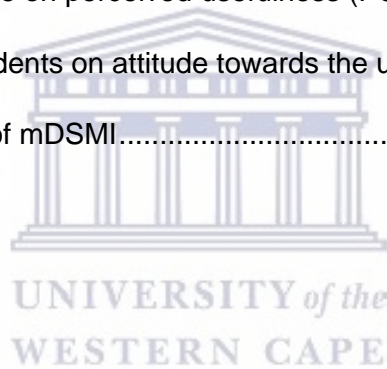 on perceived usefulness
dents on attitude towards the u
of mDSMI.......................................
UNIVERSITY of the
WESTERN CAPE